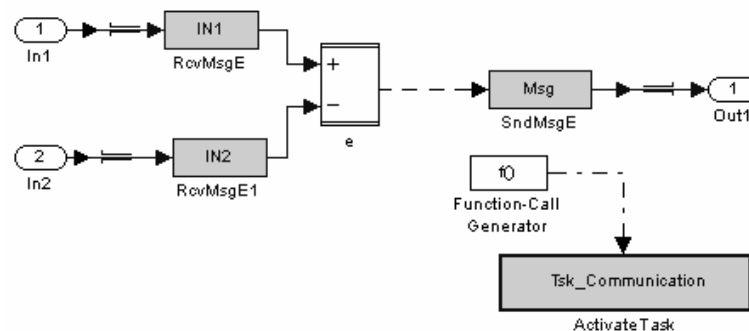 1
IN1
In1
RcvMsgE
+
−
e
Msg
SndMsgE
1
Out1
2
IN2
In2
RcvMsgE1
f()
Function-Call
Generator
Tsk_Communication
ActivateTask